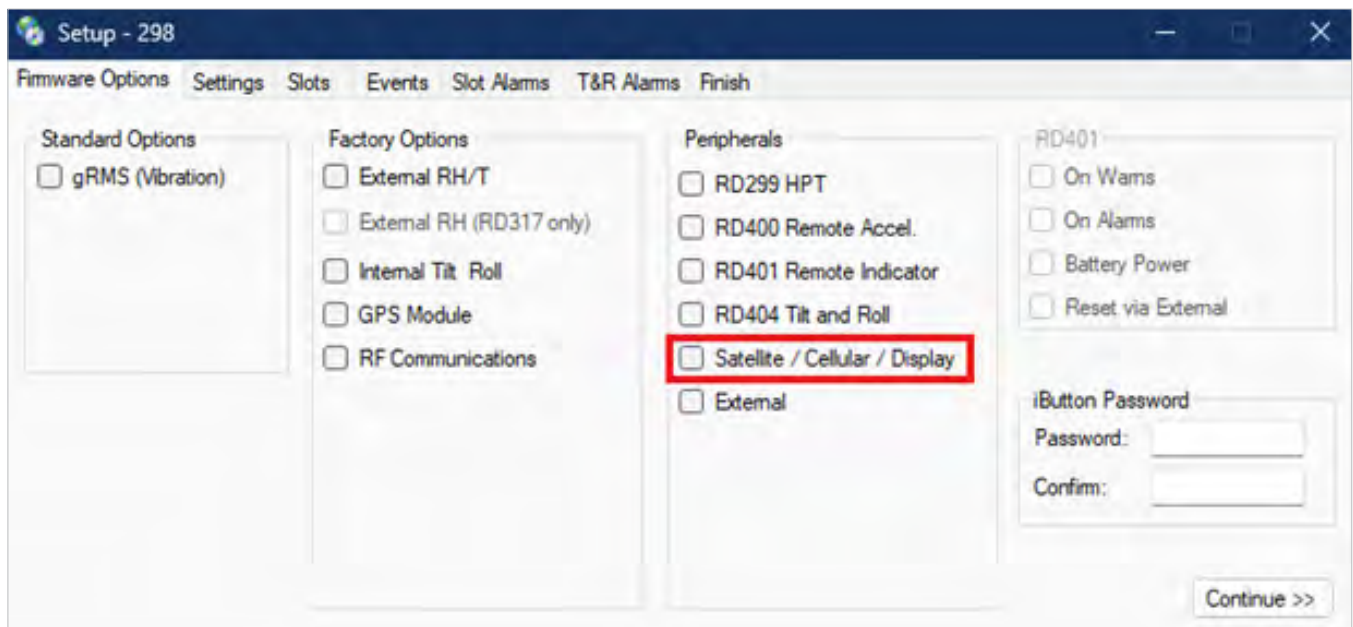 Setup - 298
Firmware Options Settings Slots Events Slot Alarms T&R Alarms Finish
Standard Options
gRMS (Vibration)
Factory Options
External RH/T
External RH (RD317 only)
Internal Tilt Roll
GPS Module
RF Communications
Peripherals
RD299 HPT
RD400 Remote Accel.
RD401 Remote Indicator
RD404 Tilt and Roll
Satellite / Cellular / Display
External
RD401
On Warns
On Alarms
Battery Power
Reset via External
iButton Password
Password:
Confirm:
Continue >>